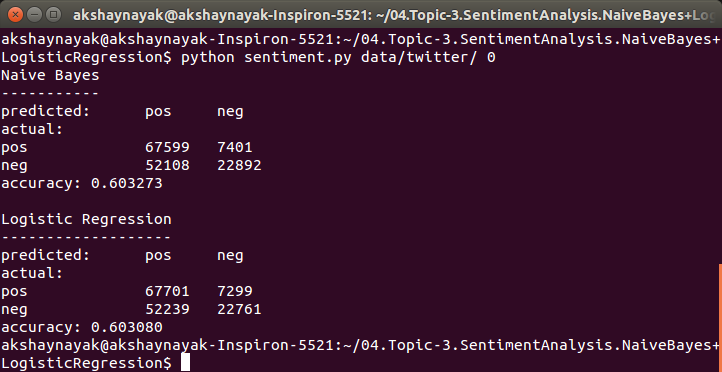 akshaynayak@akshaynayak-Inspiron-5521: ~/04.Topic-3.SentimentAnalysis.NaiveBayes+Log
akshaynayak@akshaynayak-Inspiron-5521:~/04.Topic-3.SentimentAnalysis.NaiveBayes+
LogisticRegression$ python sentiment.py data/twitter/ 0
Naive Bayes
-----------
predicted:      pos     neg
actual:
pos             67599   7401
neg             52108   22892
accuracy: 0.603273

Logistic Regression
-------------------
predicted:      pos     neg
actual:
pos             67701   7299
neg             52239   22761
accuracy: 0.603080
akshaynayak@akshaynayak-Inspiron-5521:~/04.Topic-3.SentimentAnalysis.NaiveBayes+
LogisticRegression$